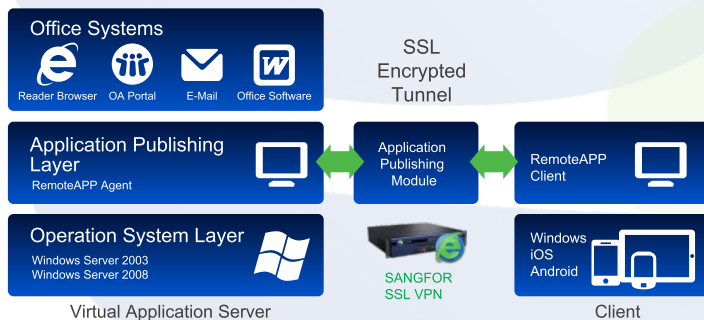 Office Systems
Reader Browser
OA Portal
E-Mail
W
Office Software
SSL
Encrypted
Tunnel
Application Publishing
Layer
RemoteAPP Agent
Application
Publishing
Module
RemoteAPP
Client
Operation System Layer
Windows Server 2003
Windows Server 2008
SANGFOR
SSL VPN
Windows
iOS
Android
Virtual Application Server
Client